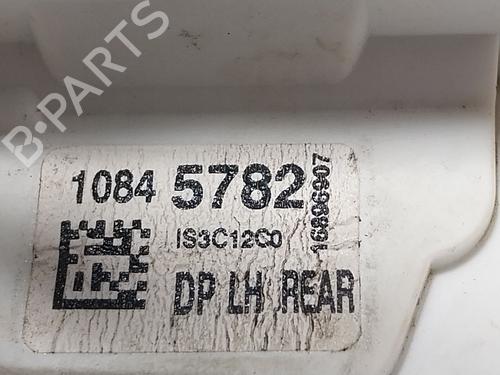 B-PARTS
1084 5782
IS3C12C0
DP LH REAR
16896907